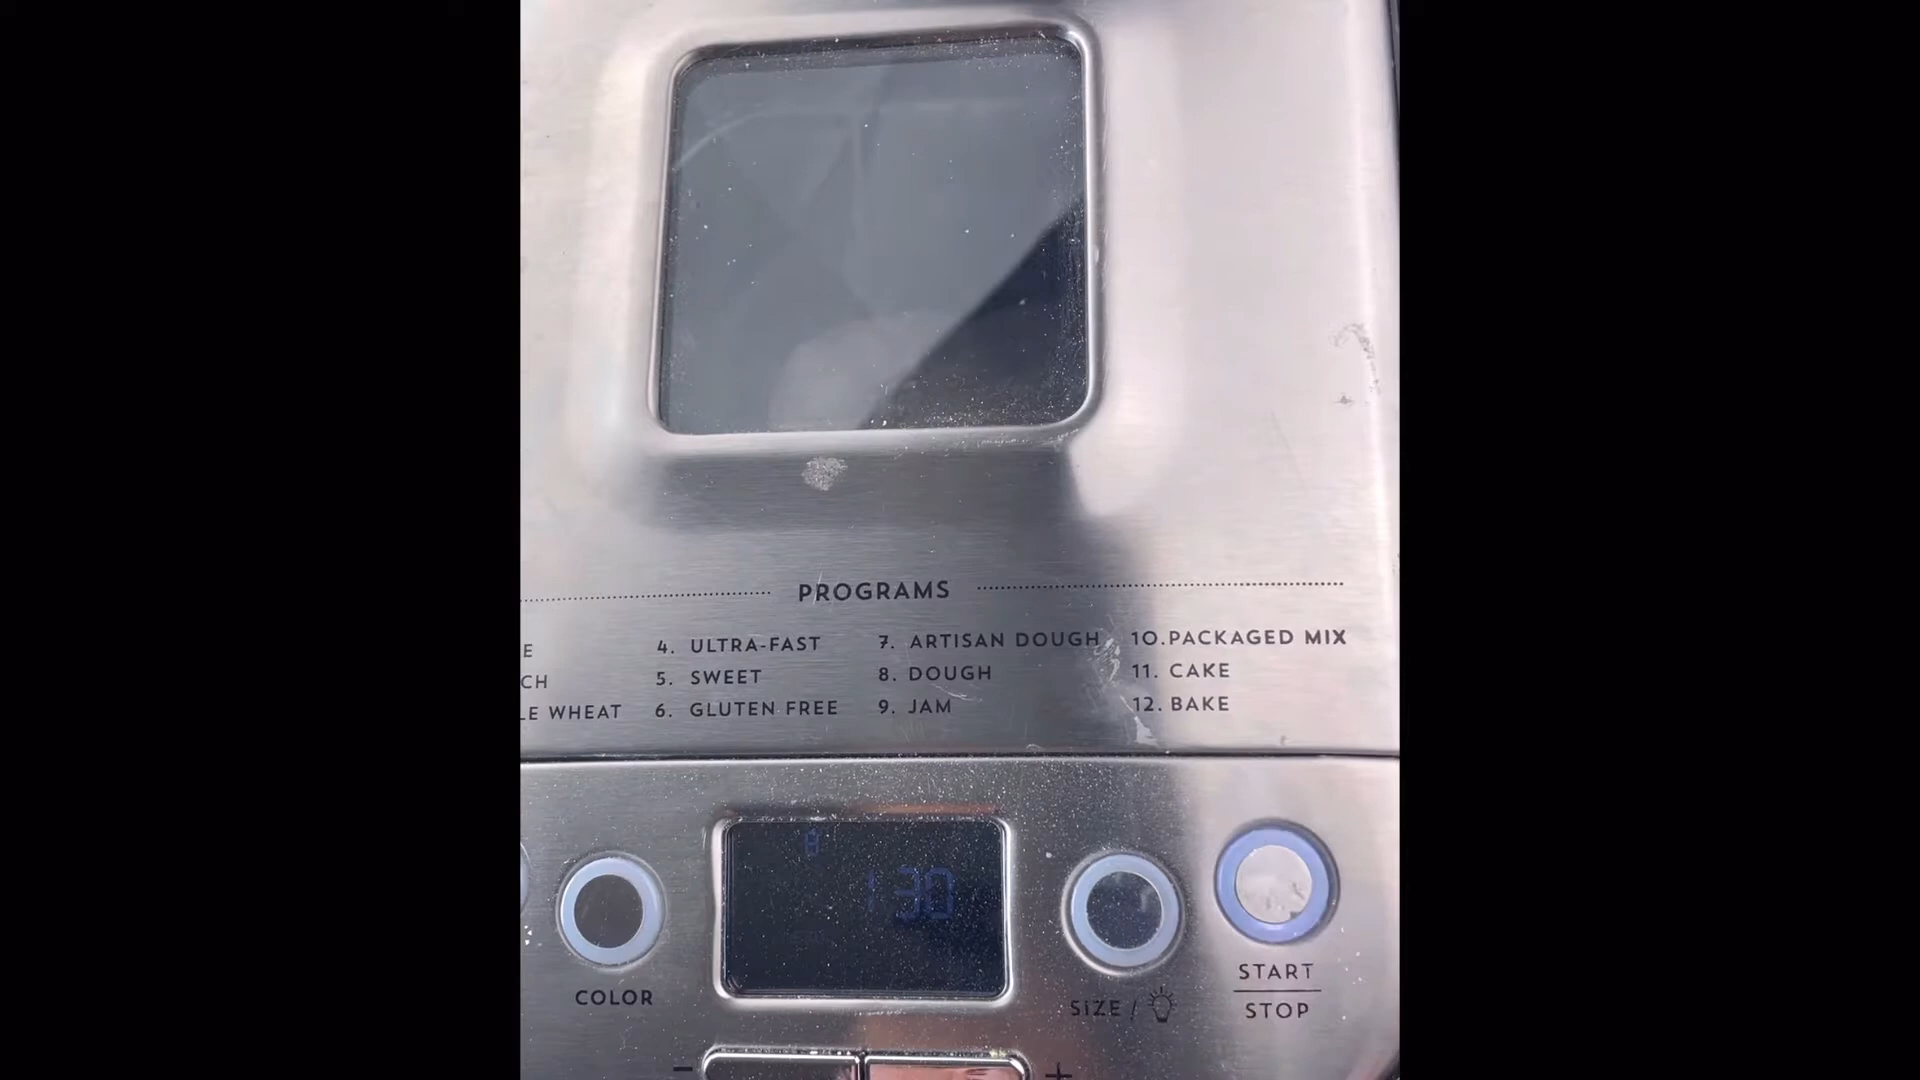 PROGRAMS
E 4. ULTRA-FAST 7. ARTISAN DOUGH 10. PACKAGED MIX
CH 5. SWEET 8. DOUGH 11. CAKE
LE WHEAT 6. GLUTEN FREE 9. JAM 12. BAKE
8
1 30
COLOR
SIZE /
START
STOP
- +